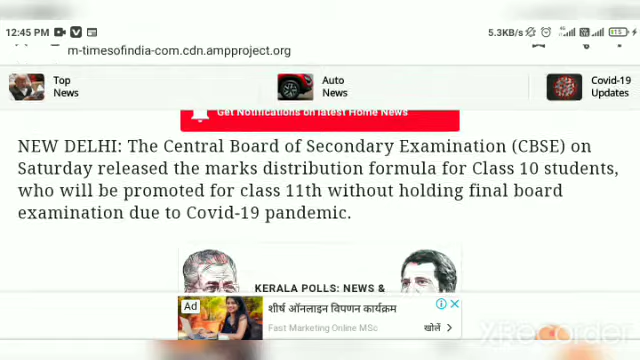 12:45 PM
5.3KB/s
m-timesofindia-com.cdn.ampproject.org
Top
News
Auto
News
Covid-19
Updates
Get Notifications on latest Home News
NEW DELHI: The Central Board of Secondary Examination (CBSE) on
Saturday released the marks distribution formula for Class 10 students,
who will be promoted for class 11th without holding final board
examination due to Covid-19 pandemic.
KERALA POLLS: NEWS &
Ad
शीर्ष ऑनलाइन विपणन कार्यक्रम
Fast Marketing Online MSc
खोलें
XRecorder